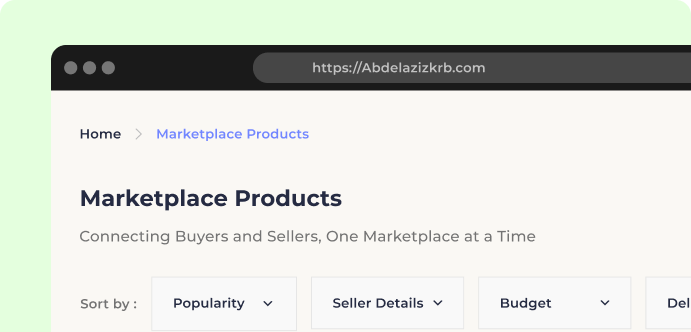 https://Abdelazizkrb.com
Home > Marketplace Products
Marketplace Products
Connecting Buyers and Sellers, One Marketplace at a Time
Sort by : Popularity Seller Details Budget Del